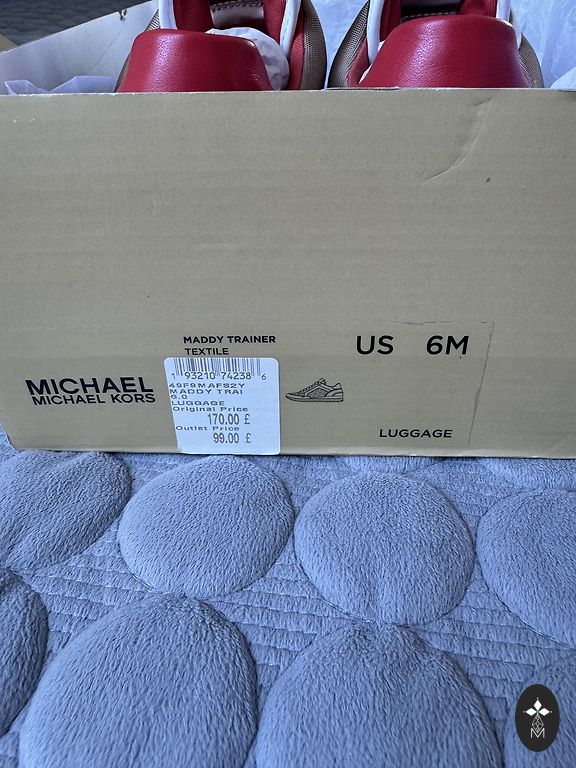 MADDY TRAINER
TEXTILE
US 6M
1 93210 74238 6
49F9MAFS2Y
MADDY TRAI
6.0
LUGGAGE
Original Price
170.00 £
Outlet Price
99.00 £
MICHAEL
MICHAEL KORS
LUGGAGE
M